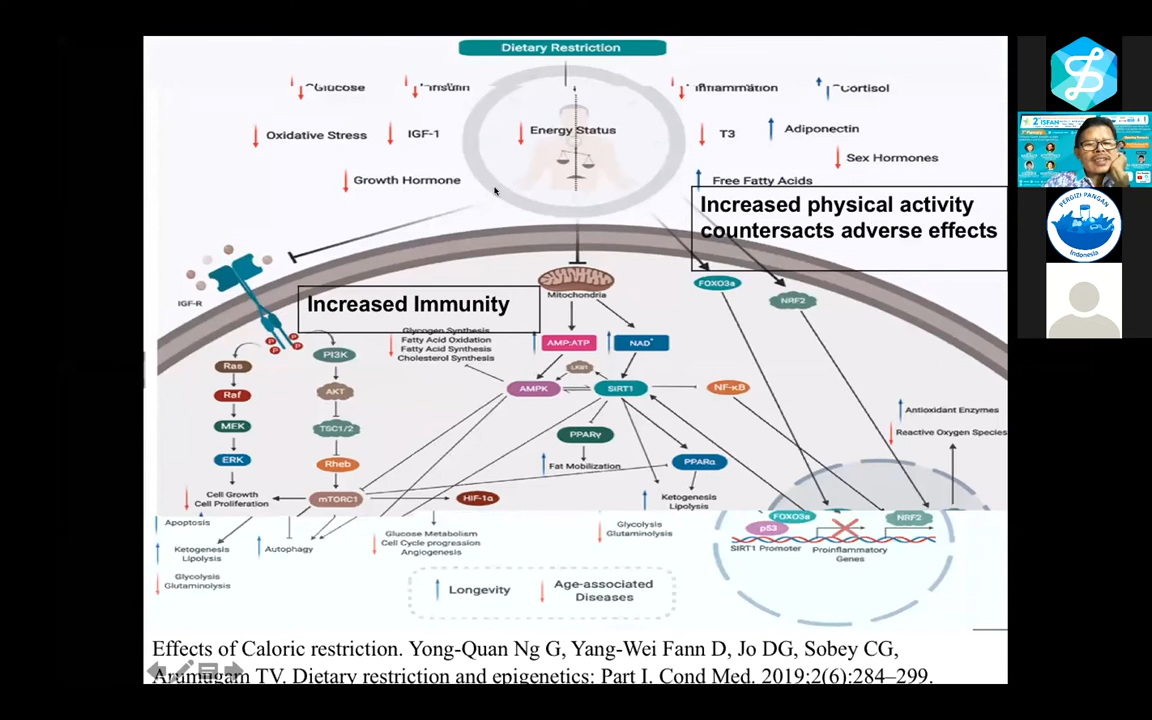 Dietary Restriction
Glucose
Insulin
Inflammation
Cortisol
Oxidative Stress
IGF-1
Energy Status
T3
Adiponectin
Growth Hormone
Sex Hormones
Free Fatty Acids
Increased physical activity
countersacts adverse effects
IGF-R
Increased Immunity
Mitochondria
FOXO3a
NRF2
Glycogen Synthesis
Fatty Acid Oxidation
Fatty Acid Synthesis
Cholesterol Synthesis
AMP:ATP
NAD+
P
P
P
P
Ras
PI3K
LKB1
Raf
AKT
AMPK
SIRT1
NF-κB
MEK
TSC1/2
PPARγ
Antioxidant Enzymes
Reactive Oxygen Species
ERK
Rheb
Fat Mobilization
PPARα
Cell Growth
Cell Proliferation
mTORC1
HIF-1α
Ketogenesis
Lipolysis
Apoptosis
Ketogenesis
Lipolysis
Autophagy
Glucose Metabolism
Cell Cycle progression
Angiogenesis
Glycolysis
Glutaminolysis
FOXO3a
p53
NRF2
SIRT1 Promoter
Proinflammatory
Genes
Glycolysis
Glutaminolysis
Longevity
Age-associated
Diseases
Effects of Caloric restriction. Yong-Quan Ng G, Yang-Wei Fann D, Jo DG, Sobey CG,
Arumugam TV. Dietary restriction and epigenetics: Part I. Cond Med. 2019;2(6):284–299.
2nd ISFAN
PERGIZI PANGAN
Indonesia